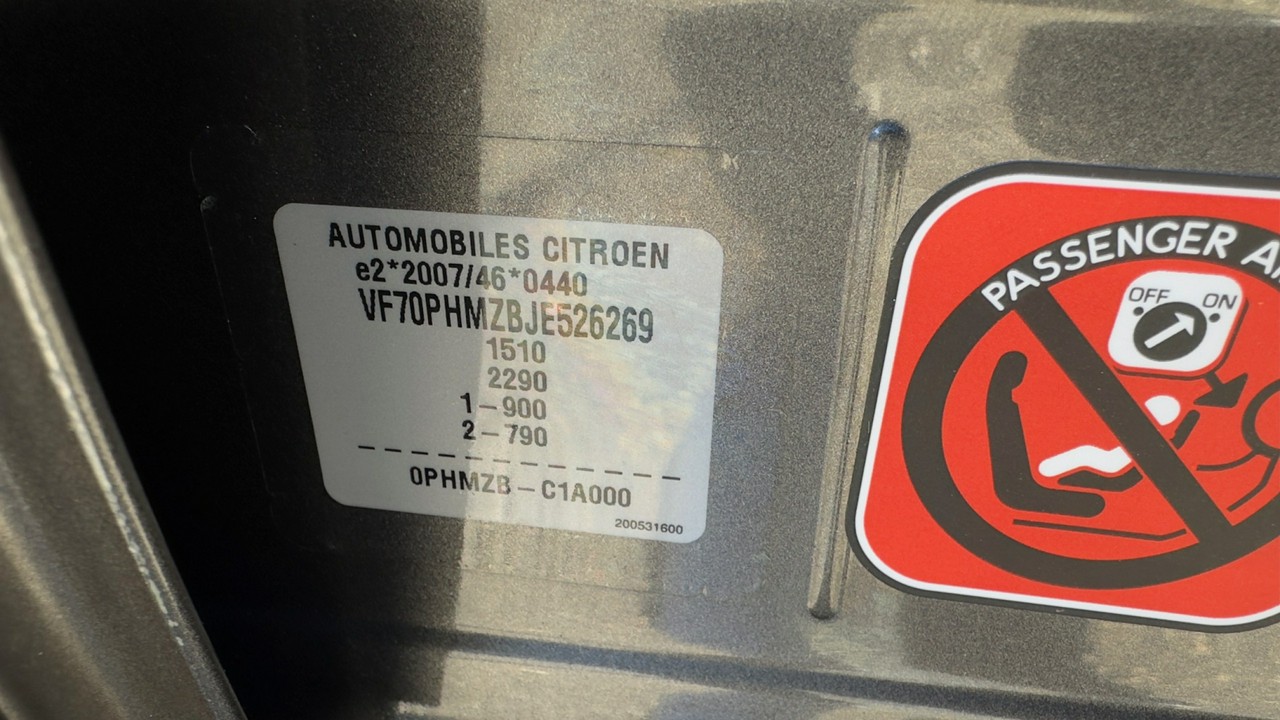 AUTOMOBILES CITROEN
e2*2007/46*0440
VF70PHMZBJE526269
1510
2290
1-900
2-790
0PHMZB-C1A000
200531600
PASSENGER
OFF ON